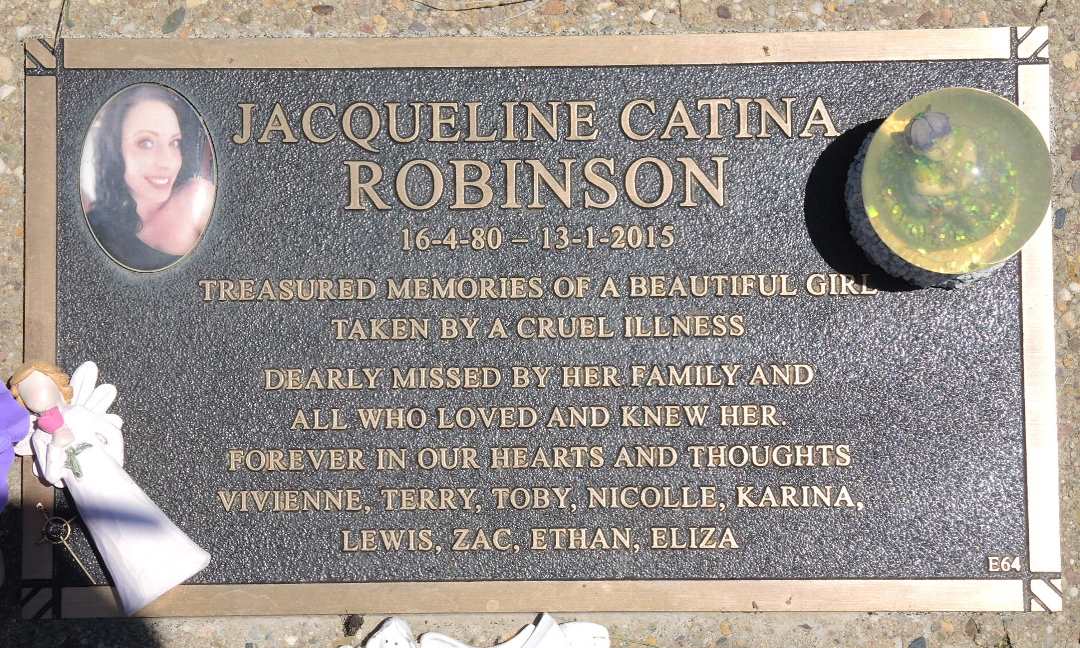 JACQUELINE CATINA
ROBINSON
16-4-80 – 13-1-2015
TREASURED MEMORIES OF A BEAUTIFUL GIRL
TAKEN BY A CRUEL ILLNESS
DEARLY MISSED BY HER FAMILY AND
ALL WHO LOVED AND KNEW HER.
FOREVER IN OUR HEARTS AND THOUGHTS
VIVIENNE, TERRY, TOBY, NICOLLE, KARINA,
LEWIS, ZAC, ETHAN, ELIZA
E64